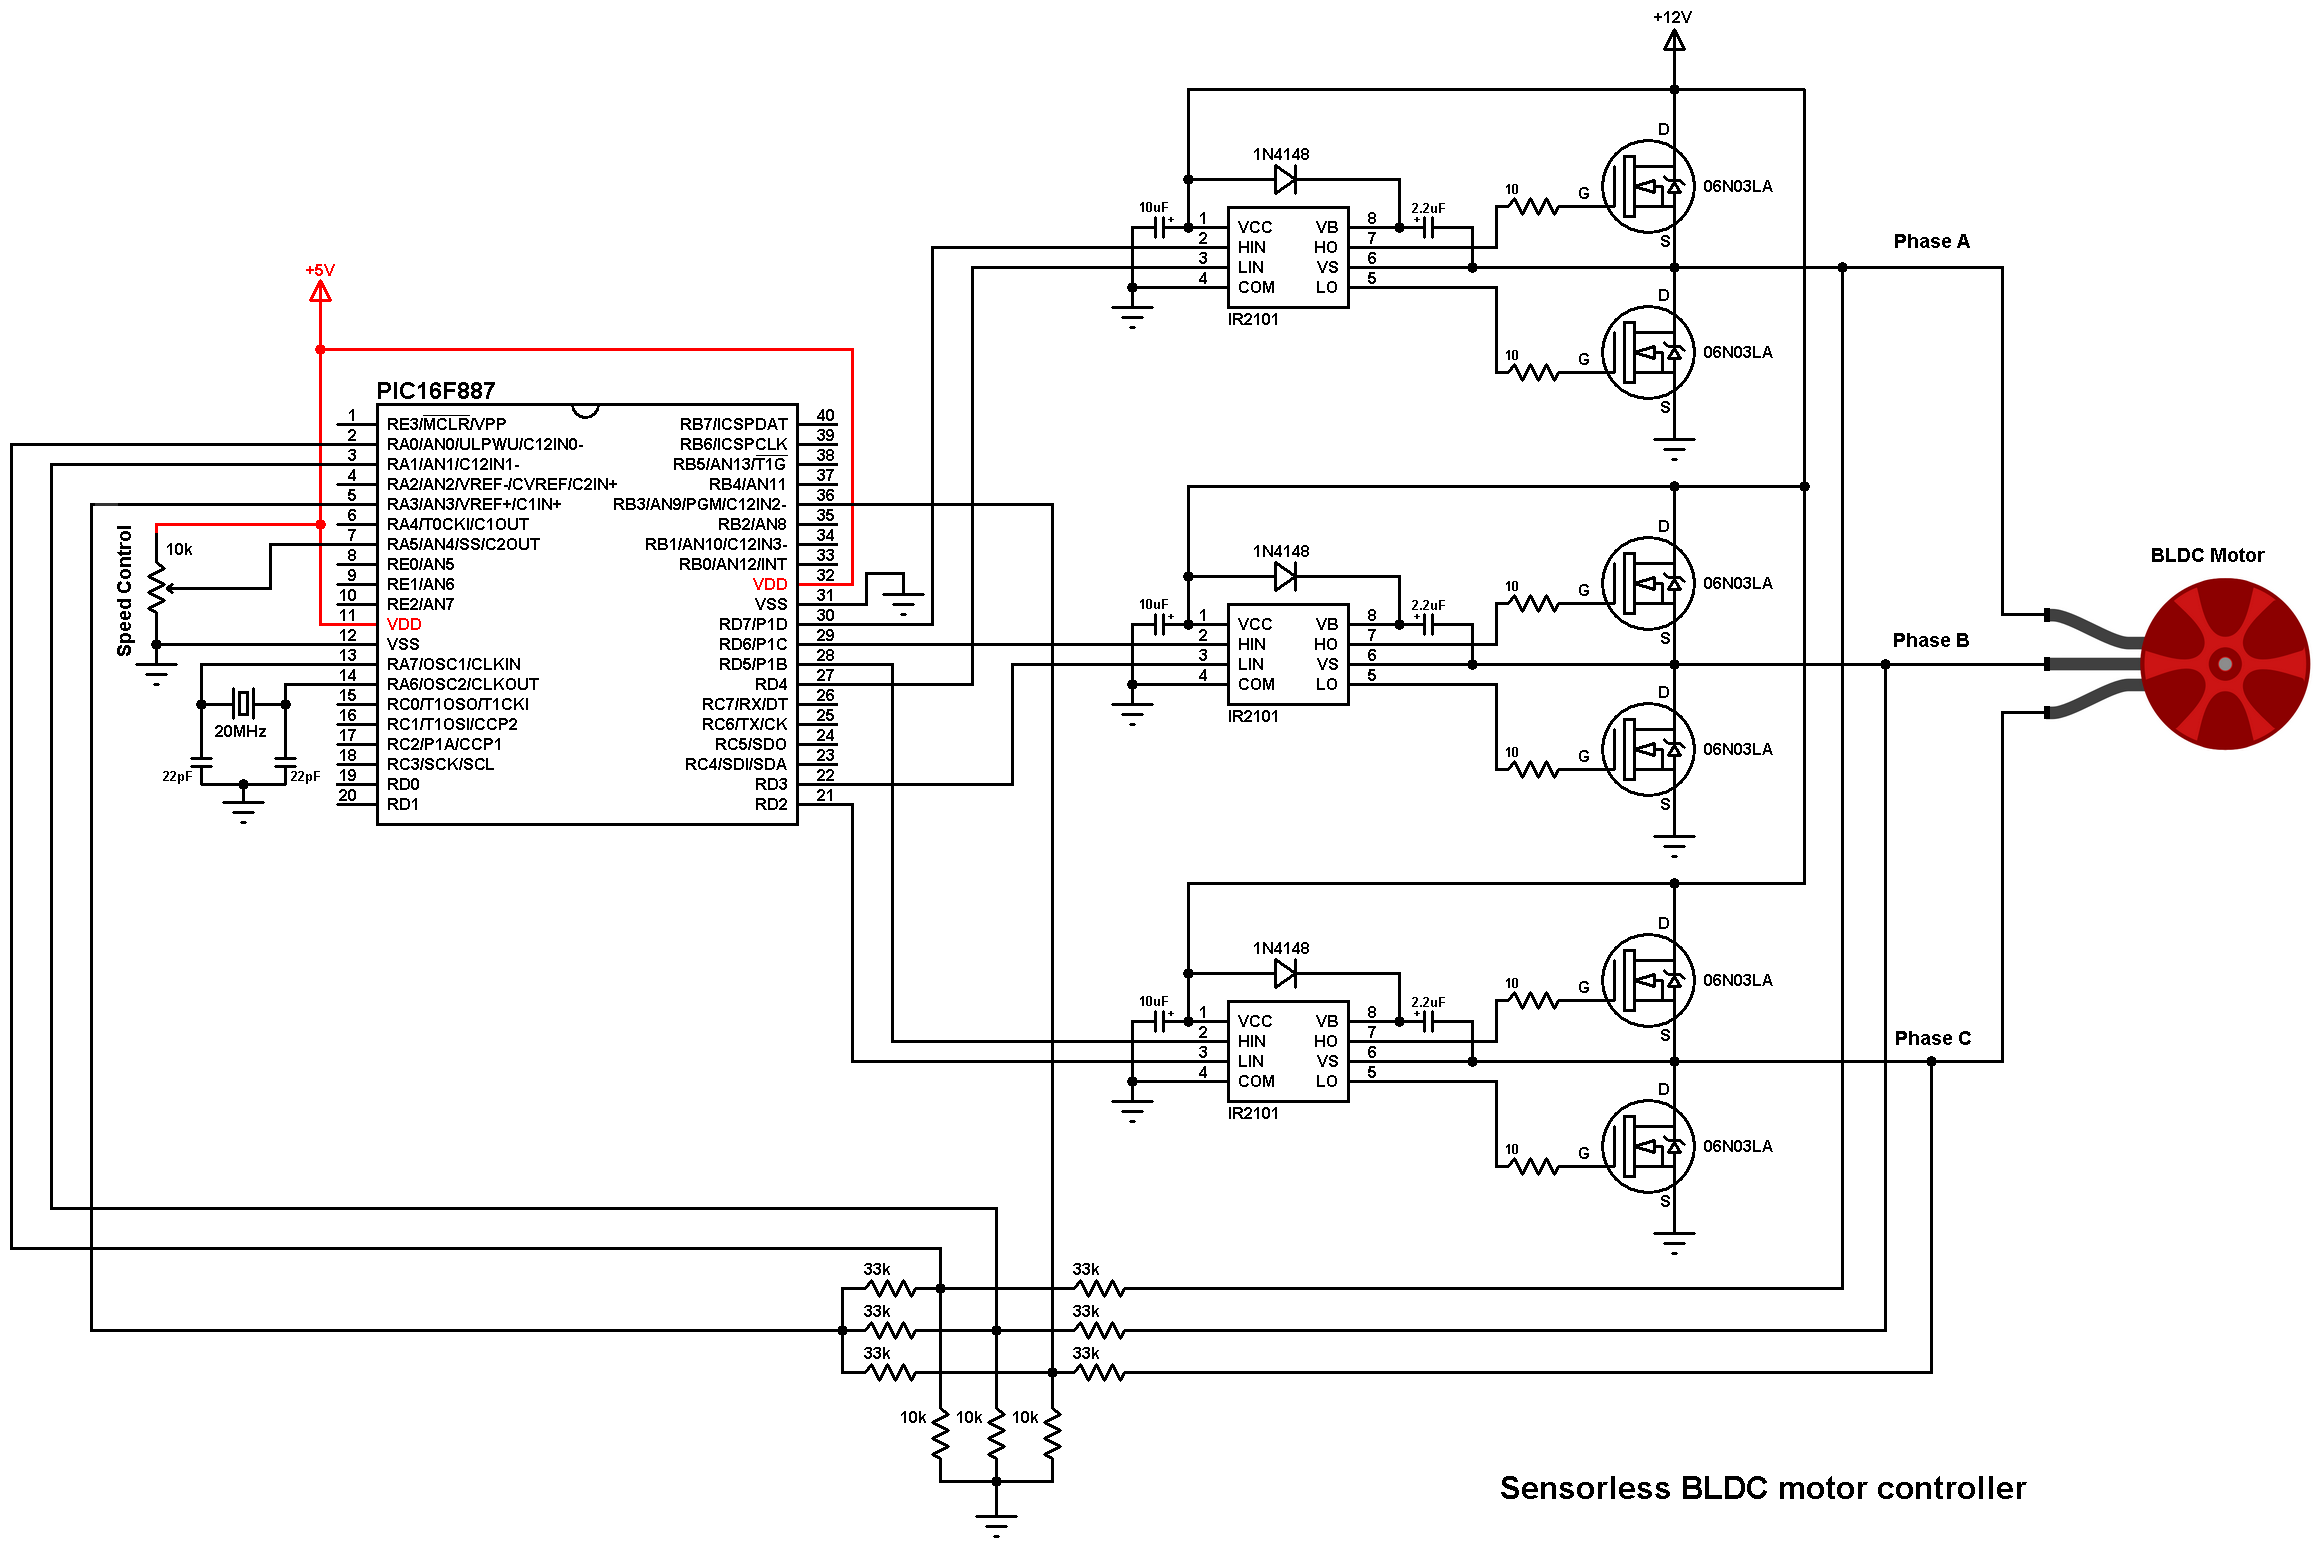 +12V
D
1N4148
10
G
06N03LA
10uF
+
2.2uF
+
S
1
VCC
VB
8
2
HIN
HO
7
3
LIN
VS
6
4
COM
LO
5
IR2101
Phase A
D
10
G
06N03LA
S
+5V
PIC16F887
1
RE3/MCLR/VPP
RB7/ICSPDAT
40
2
RA0/AN0/ULPWU/C12IN0-
RB6/ICSPCLK
39
3
RA1/AN1/C12IN1-
RB5/AN13/T1G
38
4
RA2/AN2/VREF-/CVREF/C2IN+
RB4/AN11
37
5
RA3/AN3/VREF+/C1IN+
RB3/AN9/PGM/C12IN2-
36
6
RA4/T0CKI/C1OUT
RB2/AN8
35
7
RA5/AN4/SS/C2OUT
RB1/AN10/C12IN3-
34
8
RE0/AN5
RB0/AN12/INT
33
9
RE1/AN6
VDD
32
10
RE2/AN7
VSS
31
11
VDD
RD7/P1D
30
12
VSS
RD6/P1C
29
13
RA7/OSC1/CLKIN
RD5/P1B
28
14
RA6/OSC2/CLKOUT
RD4
27
15
RC0/T1OSO/T1CKI
RC7/RX/DT
26
16
RC1/T1OSI/CCP2
RC6/TX/CK
25
17
RC2/P1A/CCP1
RC5/SDO
24
18
RC3/SCK/SCL
RC4/SDI/SDA
23
19
RD0
RD3
22
20
RD1
RD2
21
Speed Control
10k
20MHz
22pF
22pF
D
1N4148
10
G
06N03LA
10uF
+
2.2uF
+
S
1
VCC
VB
8
2
HIN
HO
7
3
LIN
VS
6
4
COM
LO
5
IR2101
Phase B
D
10
G
06N03LA
S
BLDC Motor
D
1N4148
10
G
06N03LA
10uF
+
2.2uF
+
S
1
VCC
VB
8
2
HIN
HO
7
3
LIN
VS
6
4
COM
LO
5
IR2101
Phase C
D
10
G
06N03LA
S
33k
33k
33k
33k
33k
33k
10k
10k
10k
Sensorless BLDC motor controller